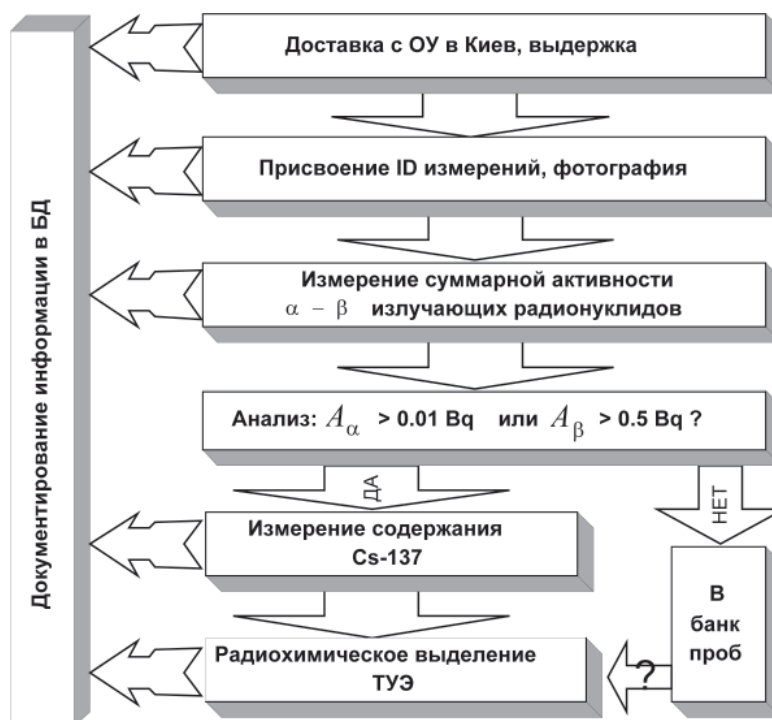 Документирование информации в БД
Доставка с ОУ в Киев, выдержка
Присвоение ID измерений, фотография
Измерение суммарной активности
α – β излучающих радионуклидов
Анализ: Aα > 0.01 Bq или Aβ > 0.5 Bq ?
ДА
НЕТ
Измерение содержания
Cs-137
В
банк
проб
?
Радиохимическое выделение
ТУЭ